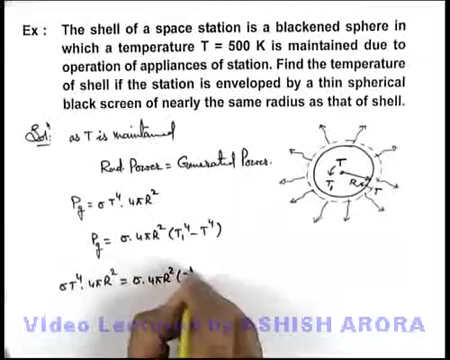 Ex : The shell of a space station is a blackened sphere in
which a temperature T = 500 K is maintained due to
operation of appliances of station. Find the temperature
of shell if the station is enveloped by a thin spherical
black screen of nearly the same radius as that of shell.
Sol: as T is maintained
Rad. Power = Generated Power.
P_g = σT⁴. 4πR²
P_g = σ. 4πR² (T₁⁴ - T⁴)
σT⁴. 4πR² = σ. 4πR² (
T
T₁
R
T
Video Lectures by ASHISH ARORA